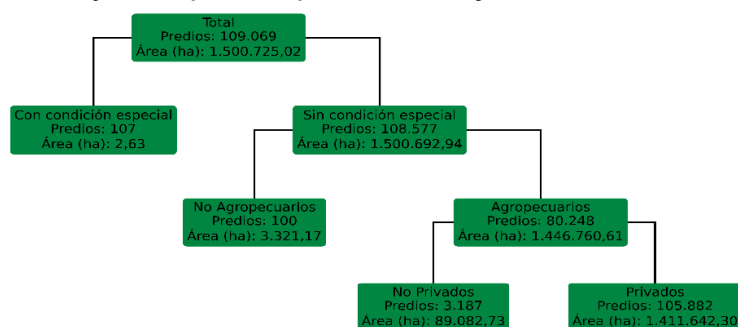 Total
Predios: 109.069
Área (ha): 1.500.725,02
Con condición especial
Predios: 107
Área (ha): 2,63
Sin condición especial
Predios: 108.577
Área (ha): 1.500.692,94
No Agropecuarios
Predios: 100
Área (ha): 3.321,17
Agropecuarios
Predios: 80.248
Área (ha): 1.446.760,61
No Privados
Predios: 3.187
Área (ha): 89.082,73
Privados
Predios: 105.882
Área (ha): 1.411.642,30